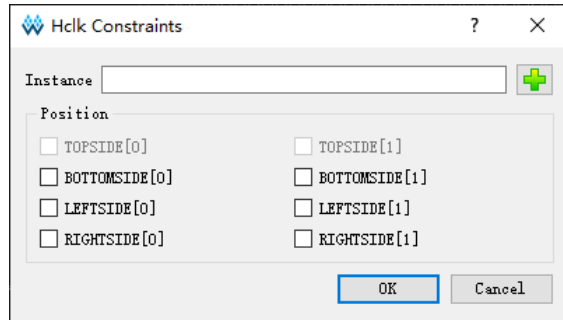 Hclk Constraints ?
Instance
Position
TOPSIDE[0] TOPSIDE[1]
BOTTOMSIDE[0] BOTTOMSIDE[1]
LEFTSIDE[0] LEFTSIDE[1]
RIGHTSIDE[0] RIGHTSIDE[1]
OK Cancel